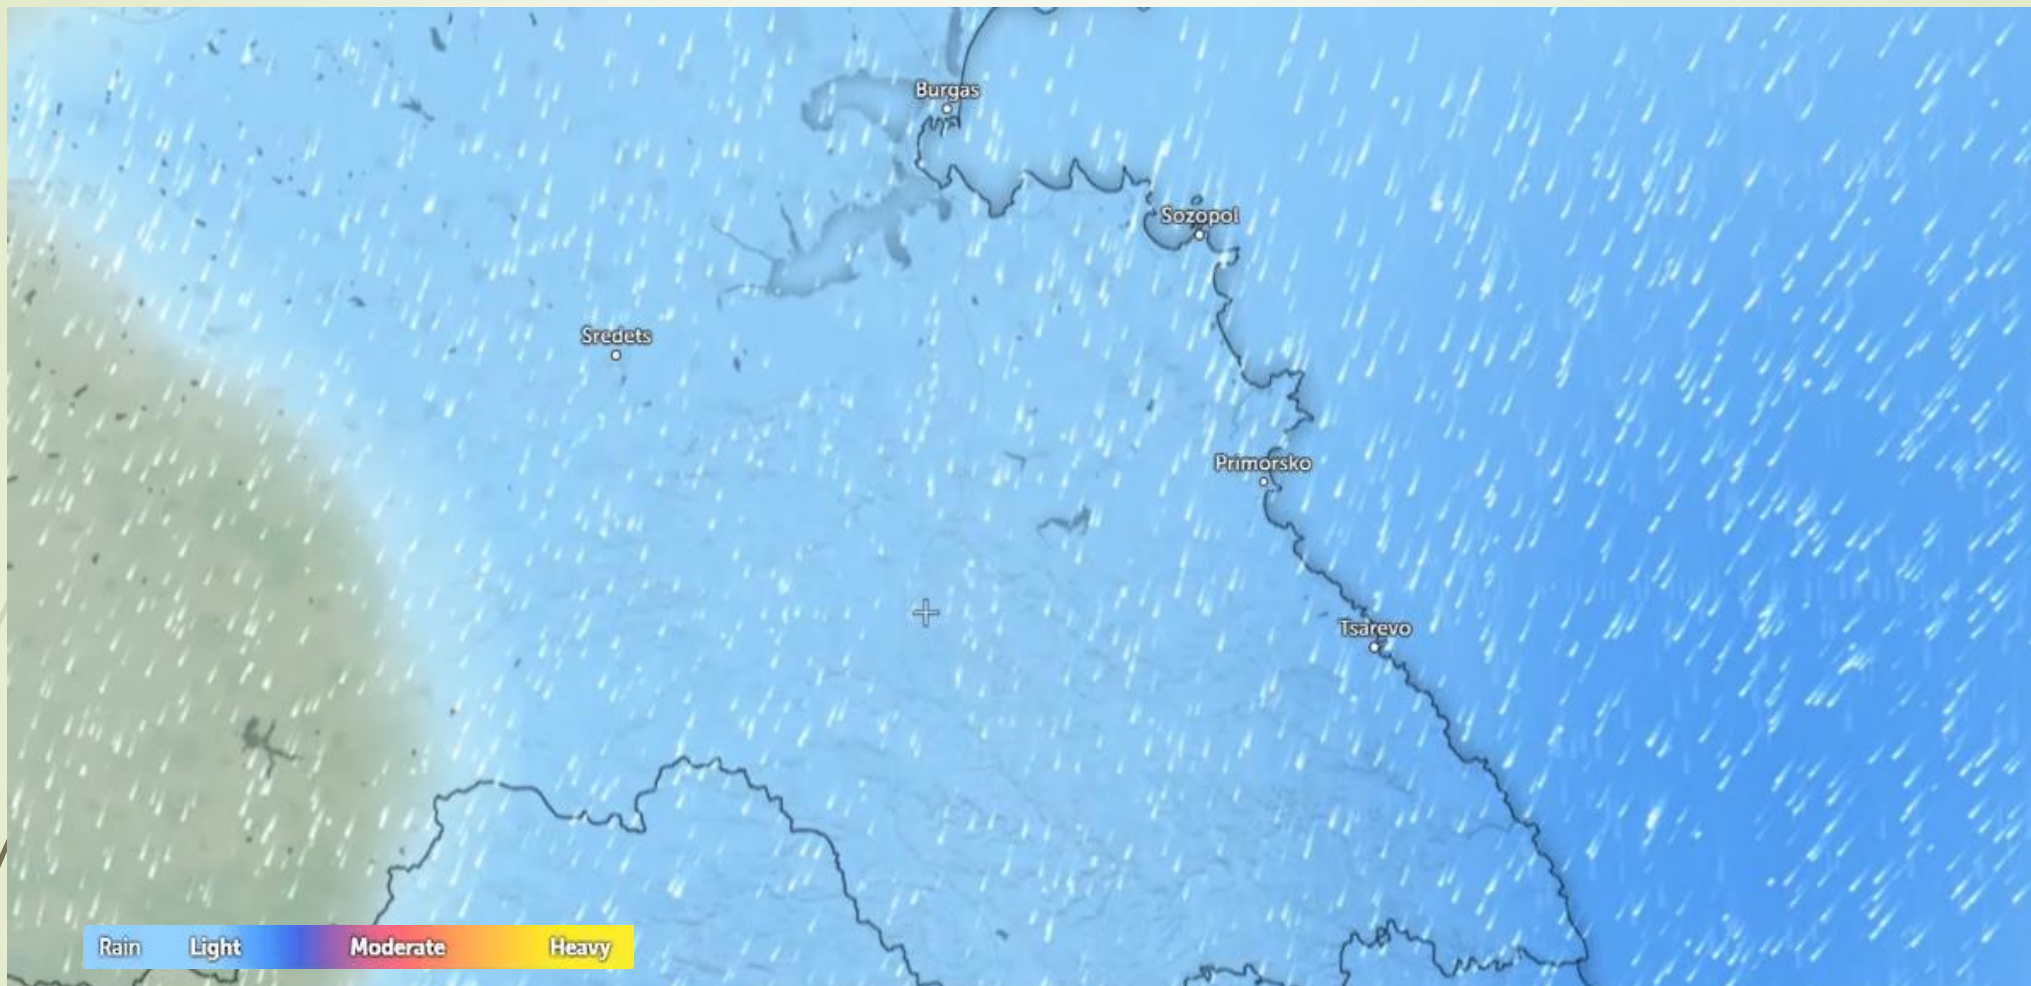 Burgas
Sozopol
Sredets
Primorsko
Tsarevo
Rain Light Moderate Heavy